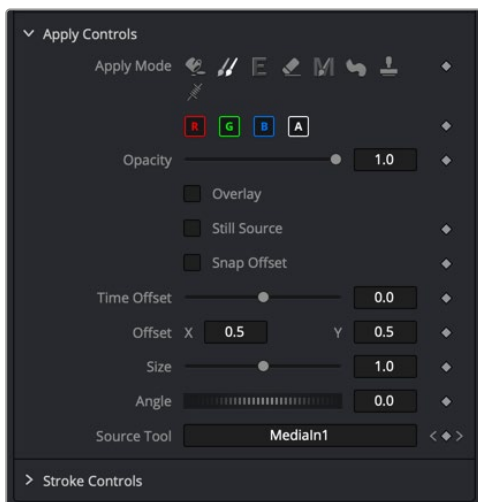 Apply Controls
Apply Mode E M
R G B A
Opacity 1.0
Overlay
Still Source
Snap Offset
Time Offset 0.0
Offset X 0.5 Y 0.5
Size 1.0
Angle 0.0
Source Tool MediaIn1
Stroke Controls